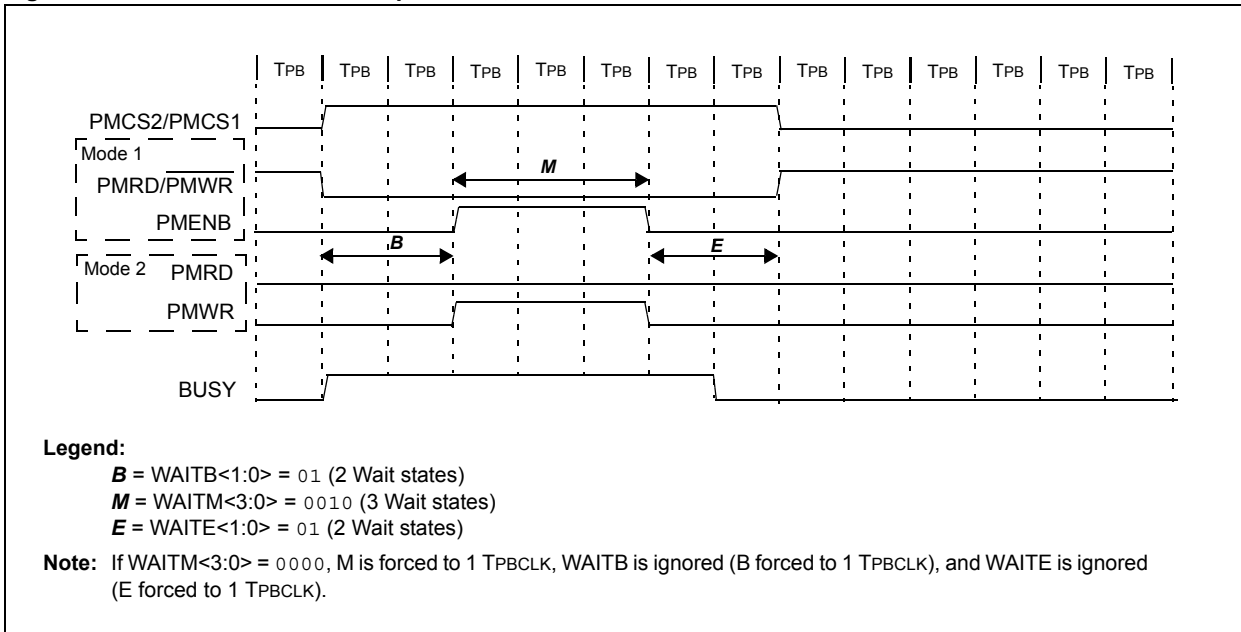 TPB TPB TPB TPB TPB TPB TPB TPB TPB TPB TPB TPB TPB TPB
PMCS2/PMCS1
Mode 1
PMRD/PMWR
M
PMENB
B
E
Mode 2
PMRD
PMWR
BUSY
Legend:
B = WAITB<1:0> = 01 (2 Wait states)
M = WAITM<3:0> = 0010 (3 Wait states)
E = WAITE<1:0> = 01 (2 Wait states)
Note: If WAITM<3:0> = 0000, M is forced to 1 TPBCLK, WAITB is ignored (B forced to 1 TPBCLK), and WAITE is ignored
(E forced to 1 TPBCLK).